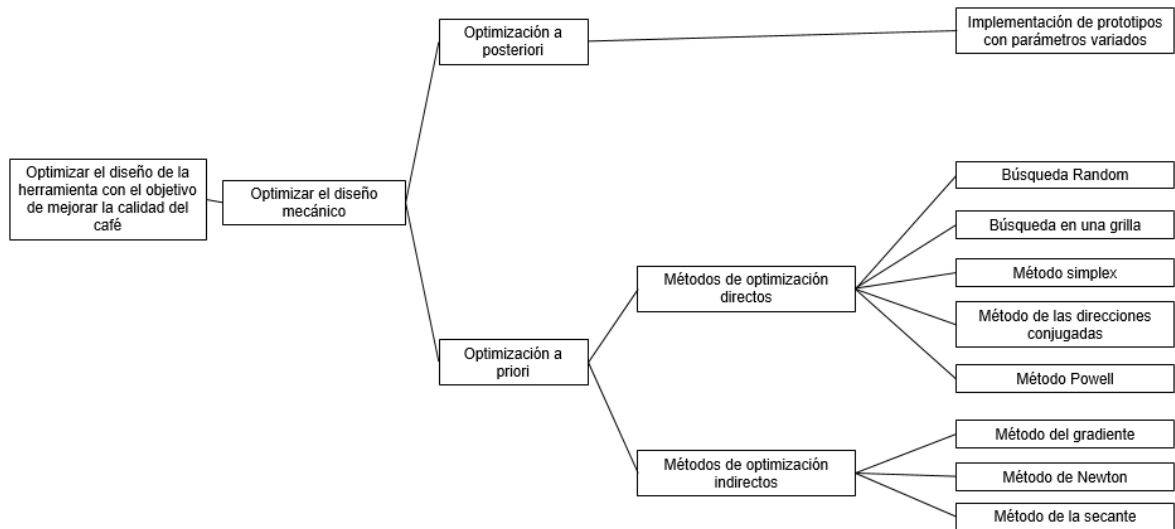 Optimización a
posteriori
Implementación de prototipos
con parámetros variados
Optimizar el diseño de la
herramienta con el objetivo
de mejorar la calidad del
café
Optimizar el diseño
mecánico
Búsqueda Random
Búsqueda en una grilla
Métodos de optimización
directos
Método simplex
Método de las direcciones
conjugadas
Optimización a
priori
Método Powell
Métodos de optimización
indirectos
Método del gradiente
Método de Newton
Método de la secante